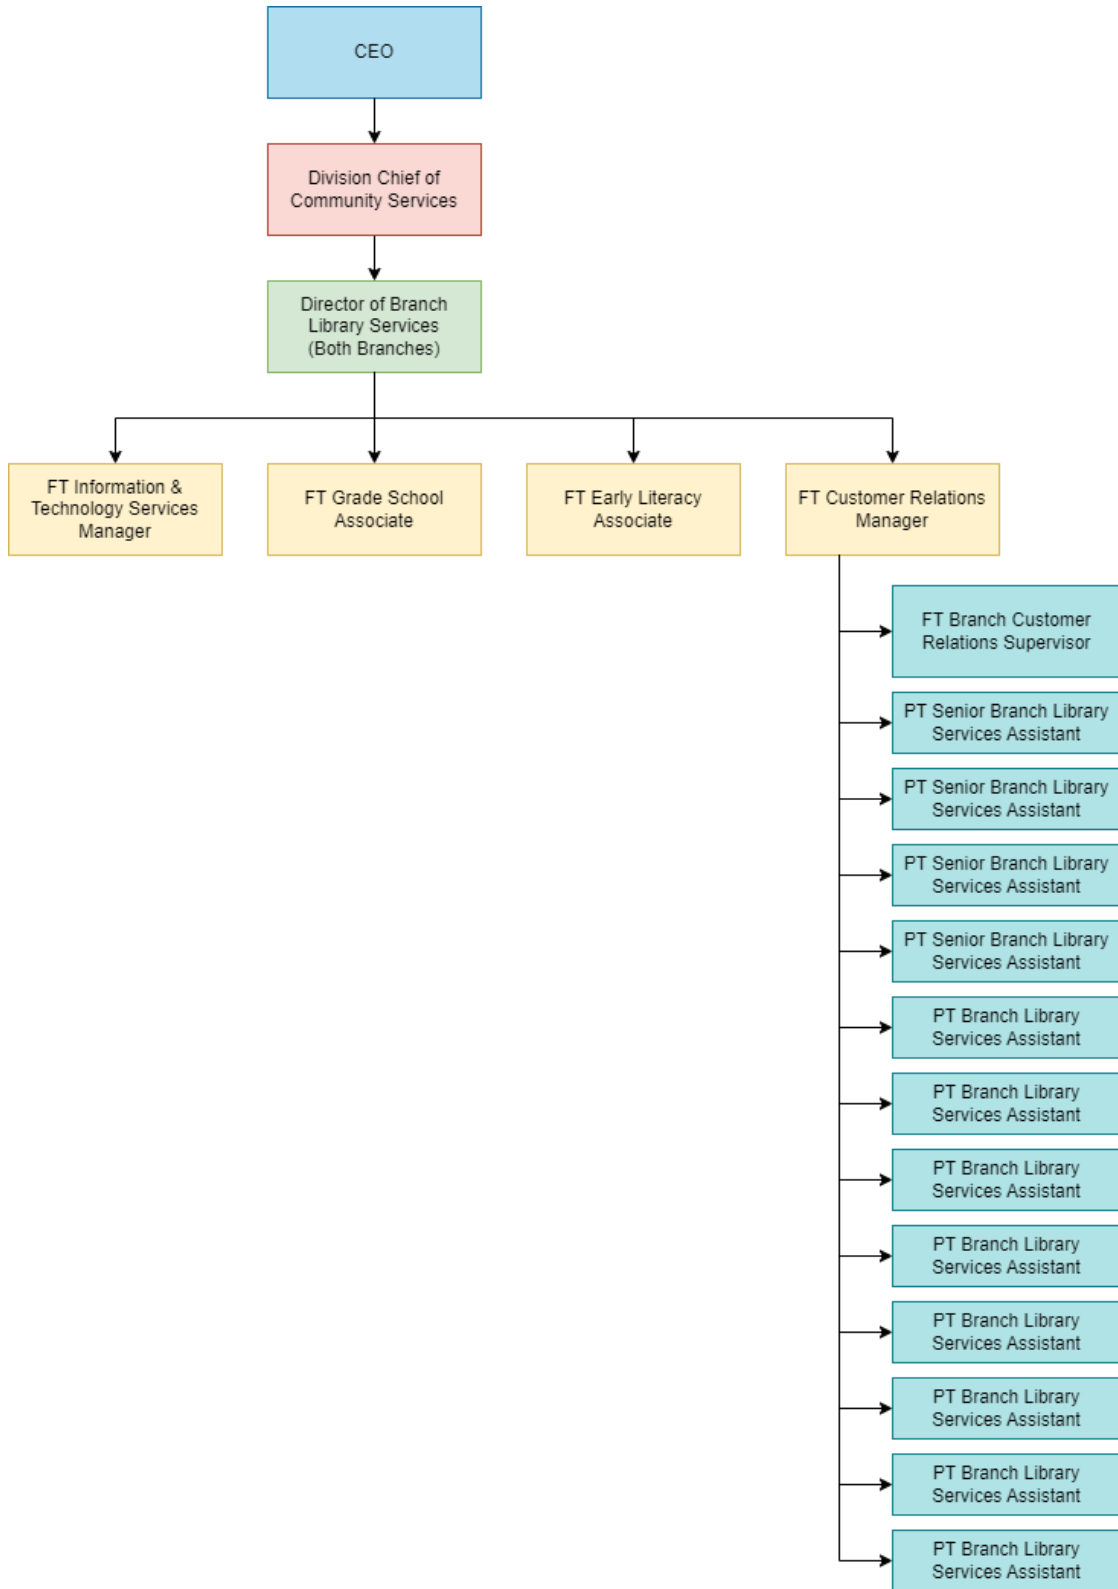 CEO
Division Chief of
Community Services
Director of Branch
Library Services
(Both Branches)
FT Information &
Technology Services
Manager
FT Grade School
Associate
FT Early Literacy
Associate
FT Customer Relations
Manager
FT Branch Customer
Relations Supervisor
PT Senior Branch Library
Services Assistant
PT Senior Branch Library
Services Assistant
PT Senior Branch Library
Services Assistant
PT Senior Branch Library
Services Assistant
PT Branch Library
Services Assistant
PT Branch Library
Services Assistant
PT Branch Library
Services Assistant
PT Branch Library
Services Assistant
PT Branch Library
Services Assistant
PT Branch Library
Services Assistant
PT Branch Library
Services Assistant
PT Branch Library
Services Assistant